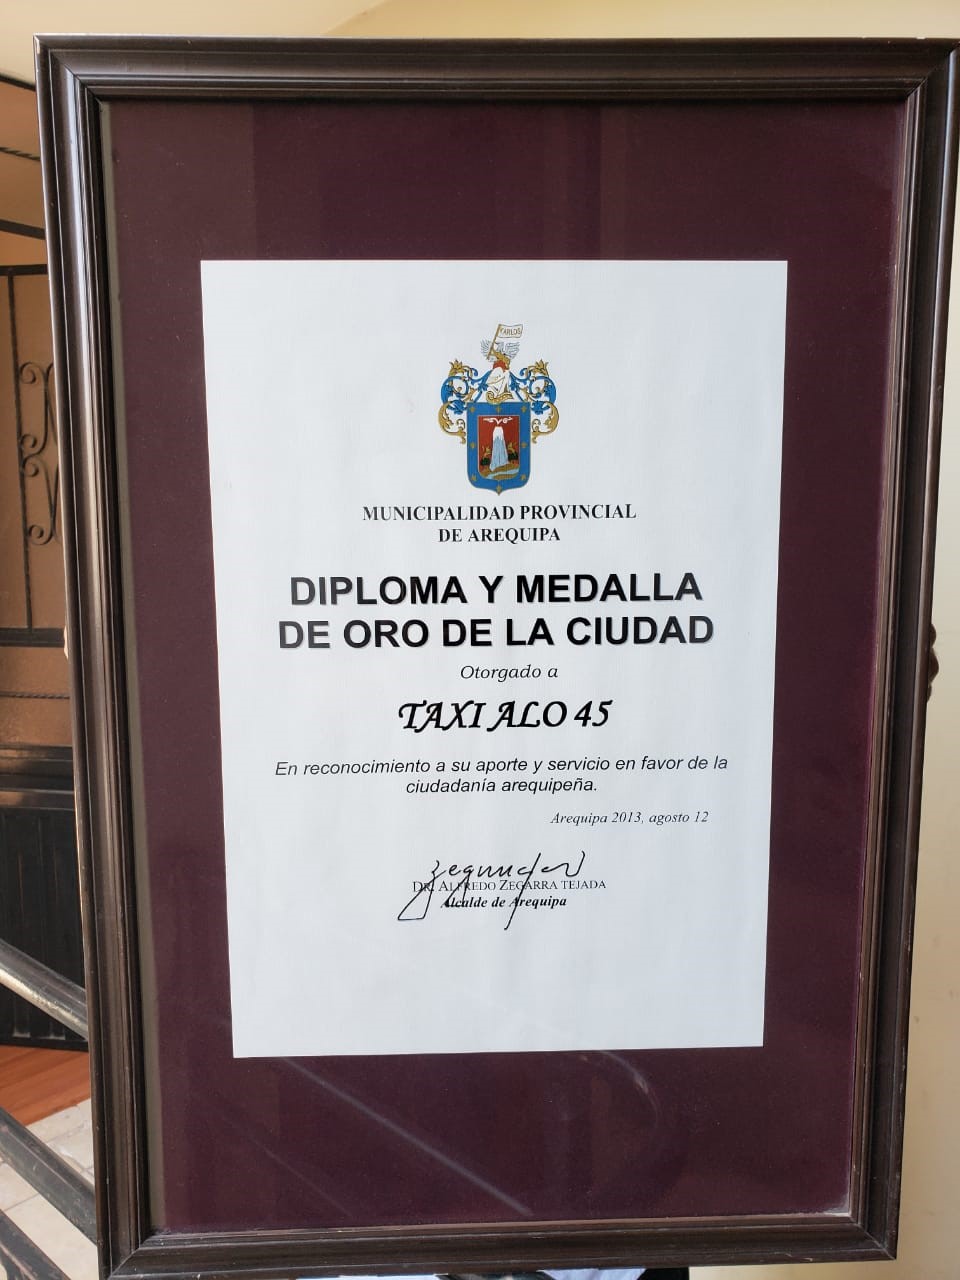 KARLOS
MUNICIPALIDAD PROVINCIAL
DE AREQUIPA
DIPLOMA Y MEDALLA
DE ORO DE LA CIUDAD
Otorgado a
TAXI ALO 45
En reconocimiento a su aporte y servicio en favor de la
ciudadanía arequipeña.
Arequipa 2013, agosto 12
DR. ALFREDO ZEGARRA TEJADA
Alcalde de Arequipa